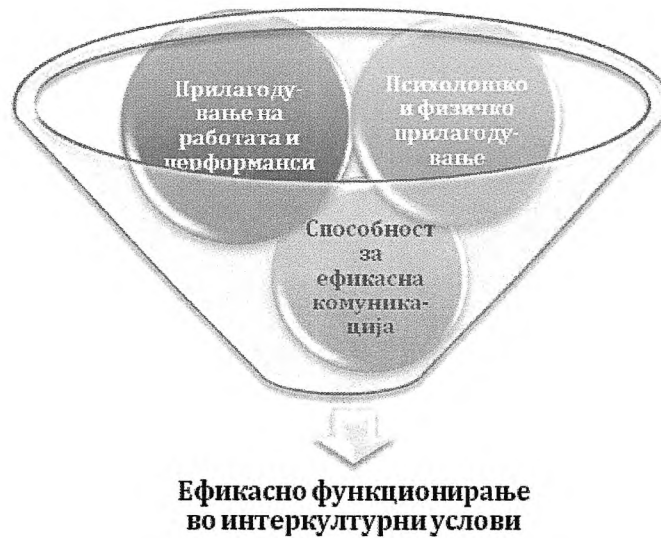 Прилагоду-
вање на
работата и
перформанси
Психолошко
и физичко
прилагоду-
вање
Способност
за
ефикасна
комуника-
ција
Ефикасно функционирање
во интеркултурни услови